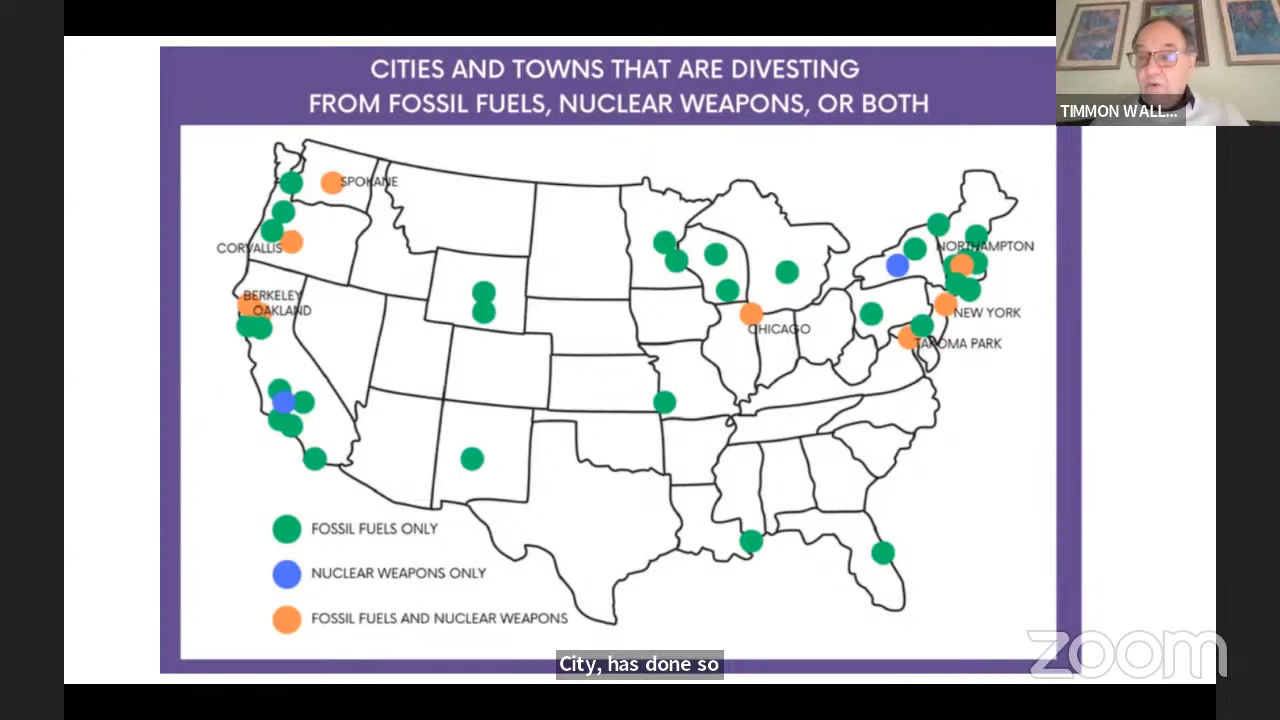 CITIES AND TOWNS THAT ARE DIVESTING
FROM FOSSIL FUELS, NUCLEAR WEAPONS, OR BOTH
TIMMON WALL...
SPOKANE
CORVALLIS
NORTHAMPTON
BERKELEY
OAKLAND
NEW YORK
CHICAGO
TAKOMA PARK
FOSSIL FUELS ONLY
NUCLEAR WEAPONS ONLY
FOSSIL FUELS AND NUCLEAR WEAPONS
City, has done so
zoom